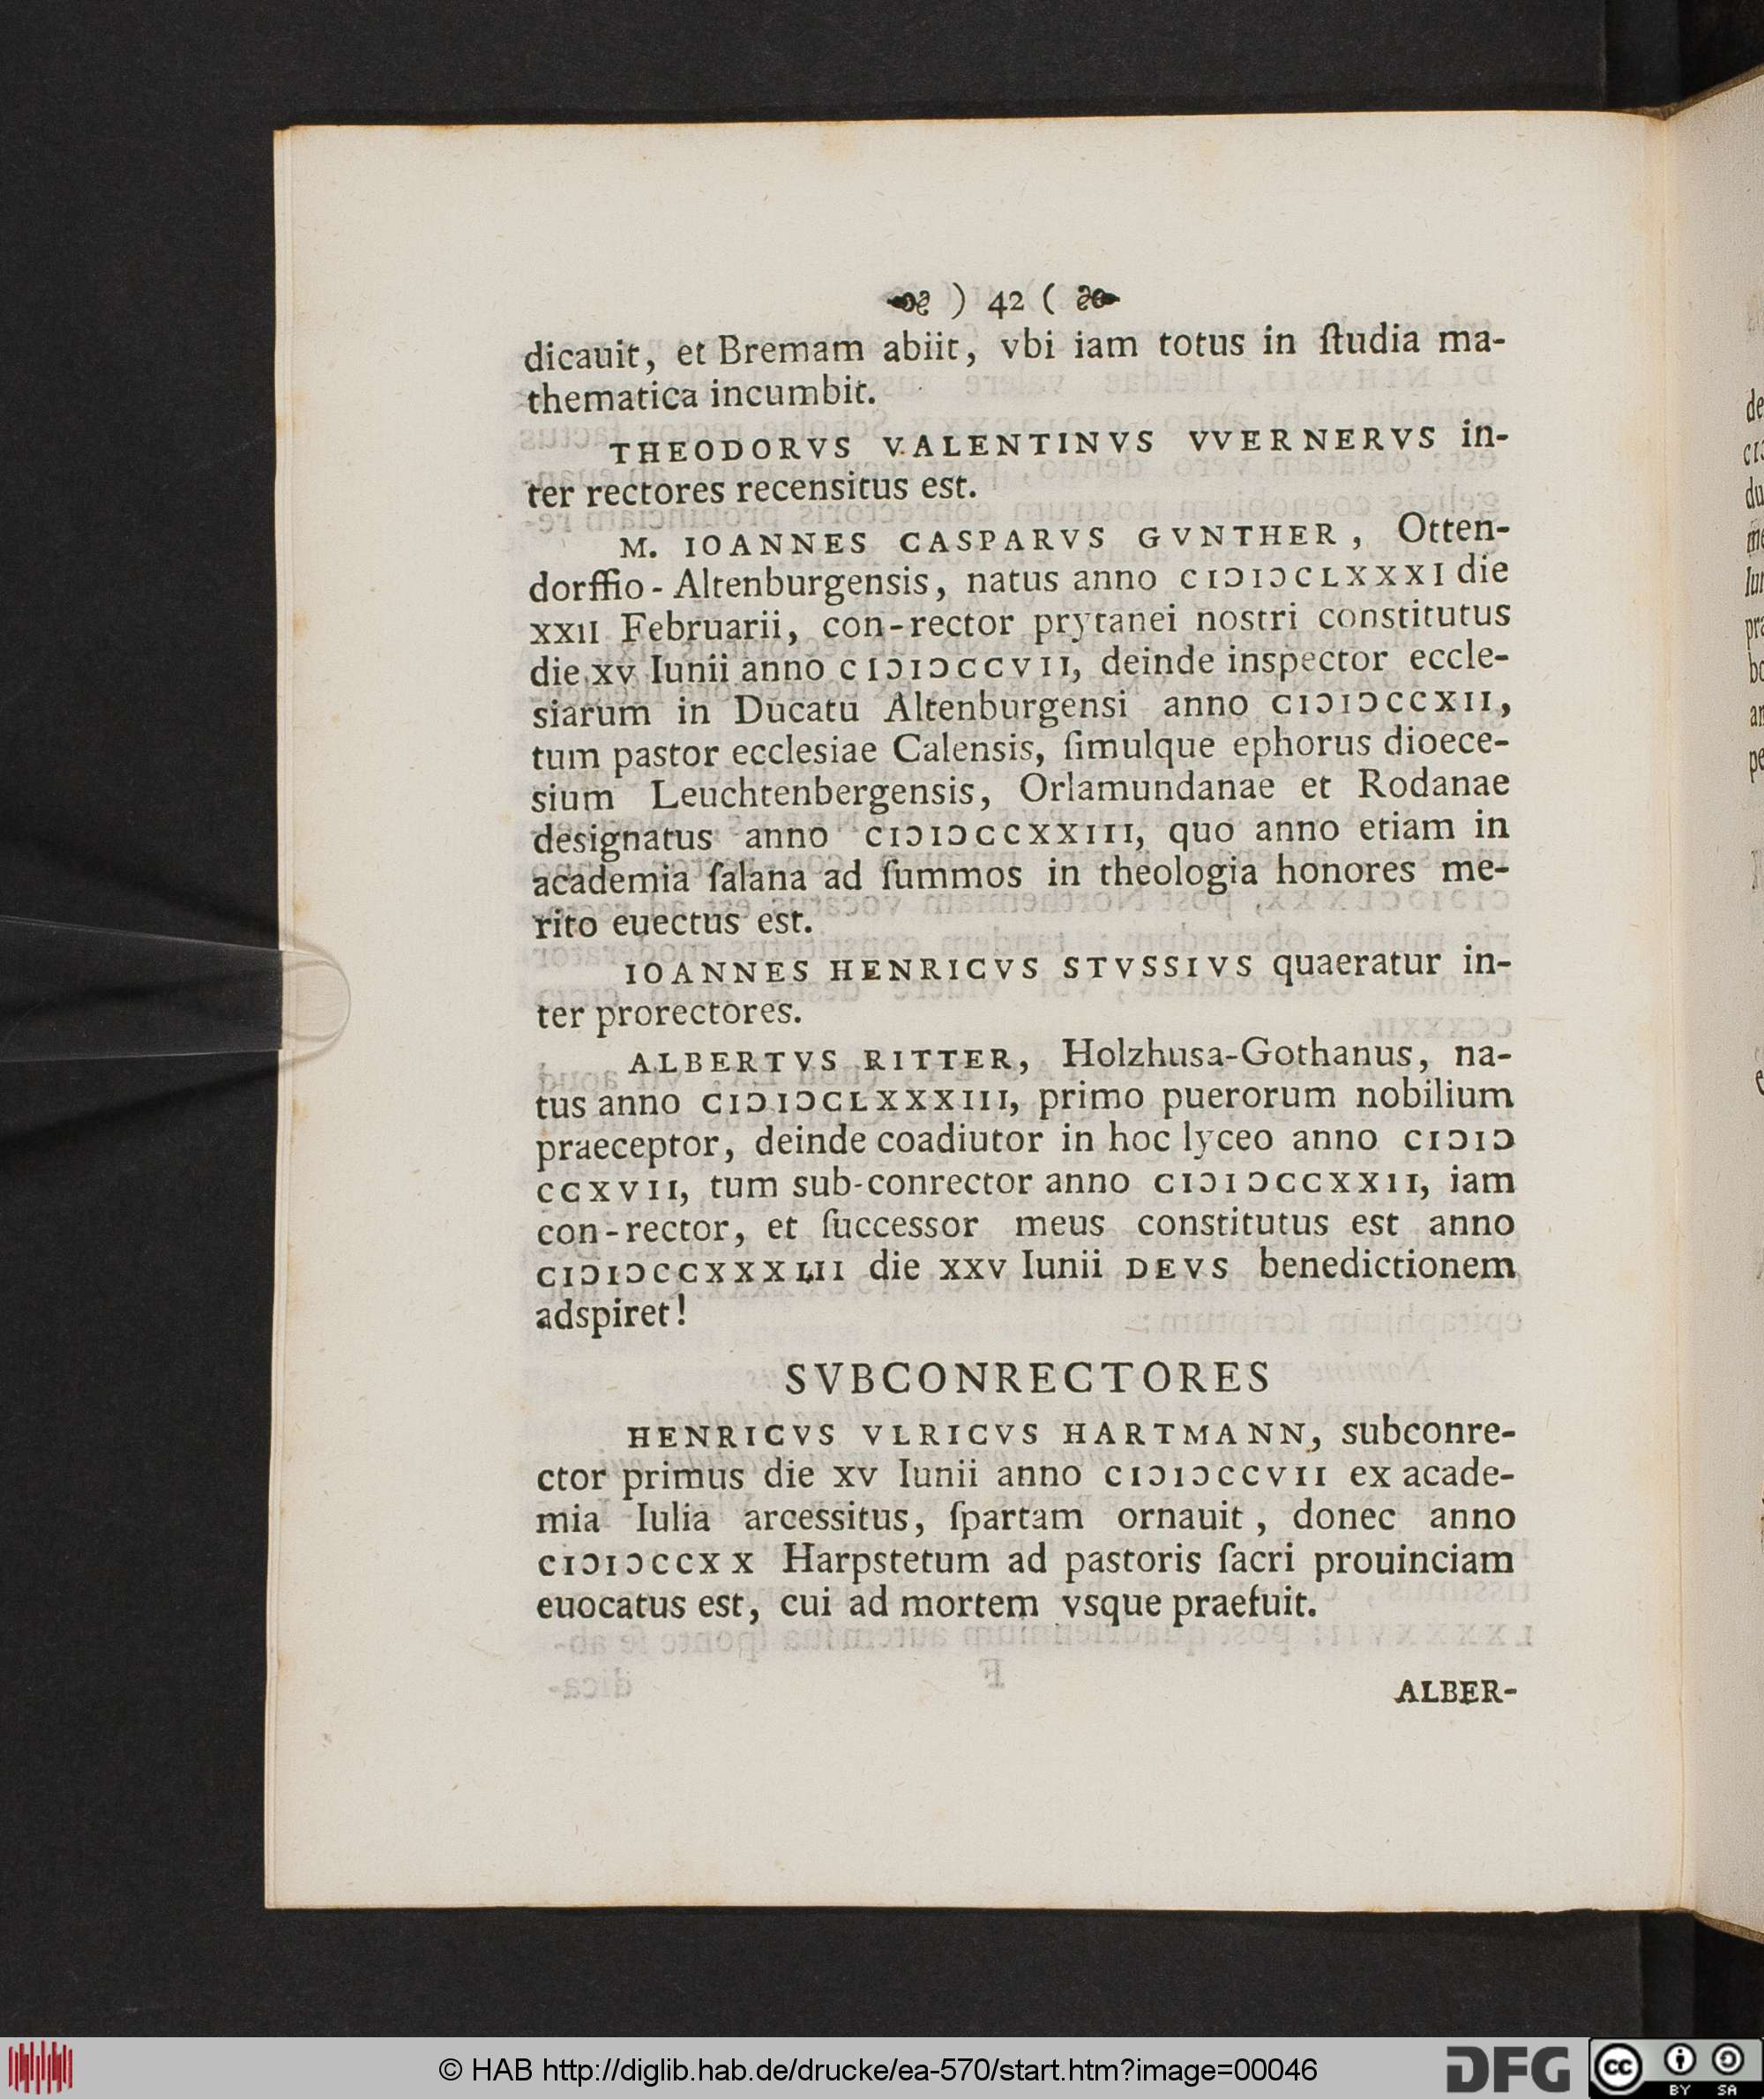 ) 42 (
dicauit, et Bremam abiit, vbi iam totus in ſtudia ma-
thematica incumbit.
THEODORVS VALENTINVS VVERNERVS in-
ter rectores recensitus est.
M. IOANNES CASPARVS GVNTHER, Otten-
dorffio-Altenburgensis, natus anno CIƆIƆCLXXXI die
XXII Februarii, con-rector prytanei nostri constitutus
die XV Iunii anno CIƆIƆCCVII, deinde inspector eccle-
siarum in Ducatu Altenburgensi anno CIƆIƆCCXII,
tum pastor ecclesiae Calensis, ſimulque ephorus dioece-
sium Leuchtenbergensis, Orlamundanae et Rodanae
designatus anno CIƆIƆCCXXIII, quo anno etiam in
academia ſalana ad ſummos in theologia honores me-
rito euectus est.
IOANNES HENRICVS STVSSIVS quaeratur in-
ter prorectores.
ALBERTVS RITTER, Holzhusa-Gothanus, na-
tus anno CIƆIƆCLXXXIII, primo puerorum nobilium
praeceptor, deinde coadiutor in hoc lyceo anno CIƆIƆ
CCXVII, tum sub-conrector anno CIƆIƆCCXXII, iam
con-rector, et ſuccessor meus constitutus est anno
die XXV Iunii DEVS benedictionem
adspiret!
SVBCONRECTORES
HENRICVS VLRICVS HARTMANN, subconre-
ctor primus die XV Iunii anno CIƆIƆCCVII ex acade-
mia Iulia arcessitus, ſpartam ornauit, donec anno
CIƆIƆCCXX Harpstetum ad pastoris ſacri prouinciam
euocatus est, cui ad mortem vsque praefuit.
ALBER-
© HAB http://diglib.hab.de/drucke/ea-570/start.htm?image=00046
DFG
cc BY SA